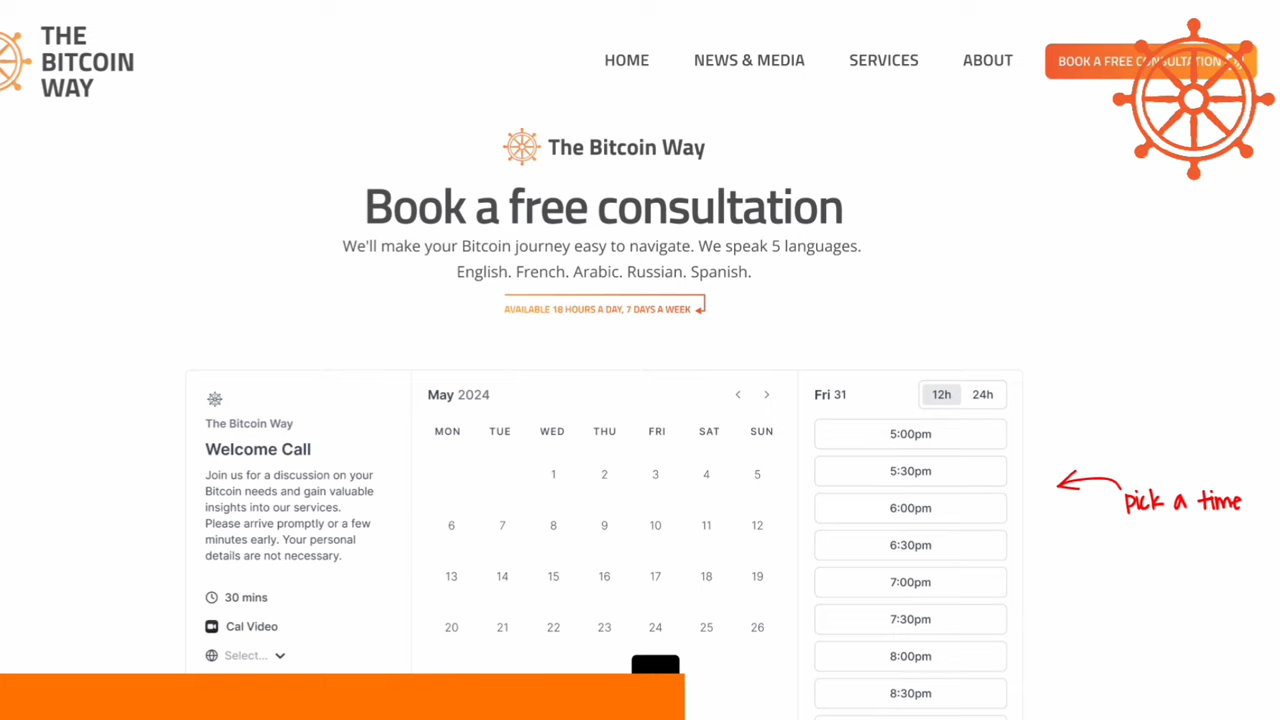 THE
BITCOIN
WAY
HOME NEWS & MEDIA SERVICES ABOUT BOOK A FREE CONSULTATION
The Bitcoin Way
Book a free consultation
We'll make your Bitcoin journey easy to navigate. We speak 5 languages.
English. French. Arabic. Russian. Spanish.
AVAILABLE 18 HOURS A DAY, 7 DAYS A WEEK
The Bitcoin Way
Welcome Call
Join us for a discussion on your
Bitcoin needs and gain valuable
insights into our services.
Please arrive promptly or a few
minutes early. Your personal
details are not necessary.
30 mins
Cal Video
Select...
May 2024
MON TUE WED THU FRI SAT SUN
1 2 3 4 5
6 7 8 9 10 11 12
13 14 15 16 17 18 19
20 21 22 23 24 25 26
Fri 31 12h 24h
5:00pm
5:30pm
6:00pm
6:30pm
7:00pm
7:30pm
8:00pm
8:30pm
pick a time